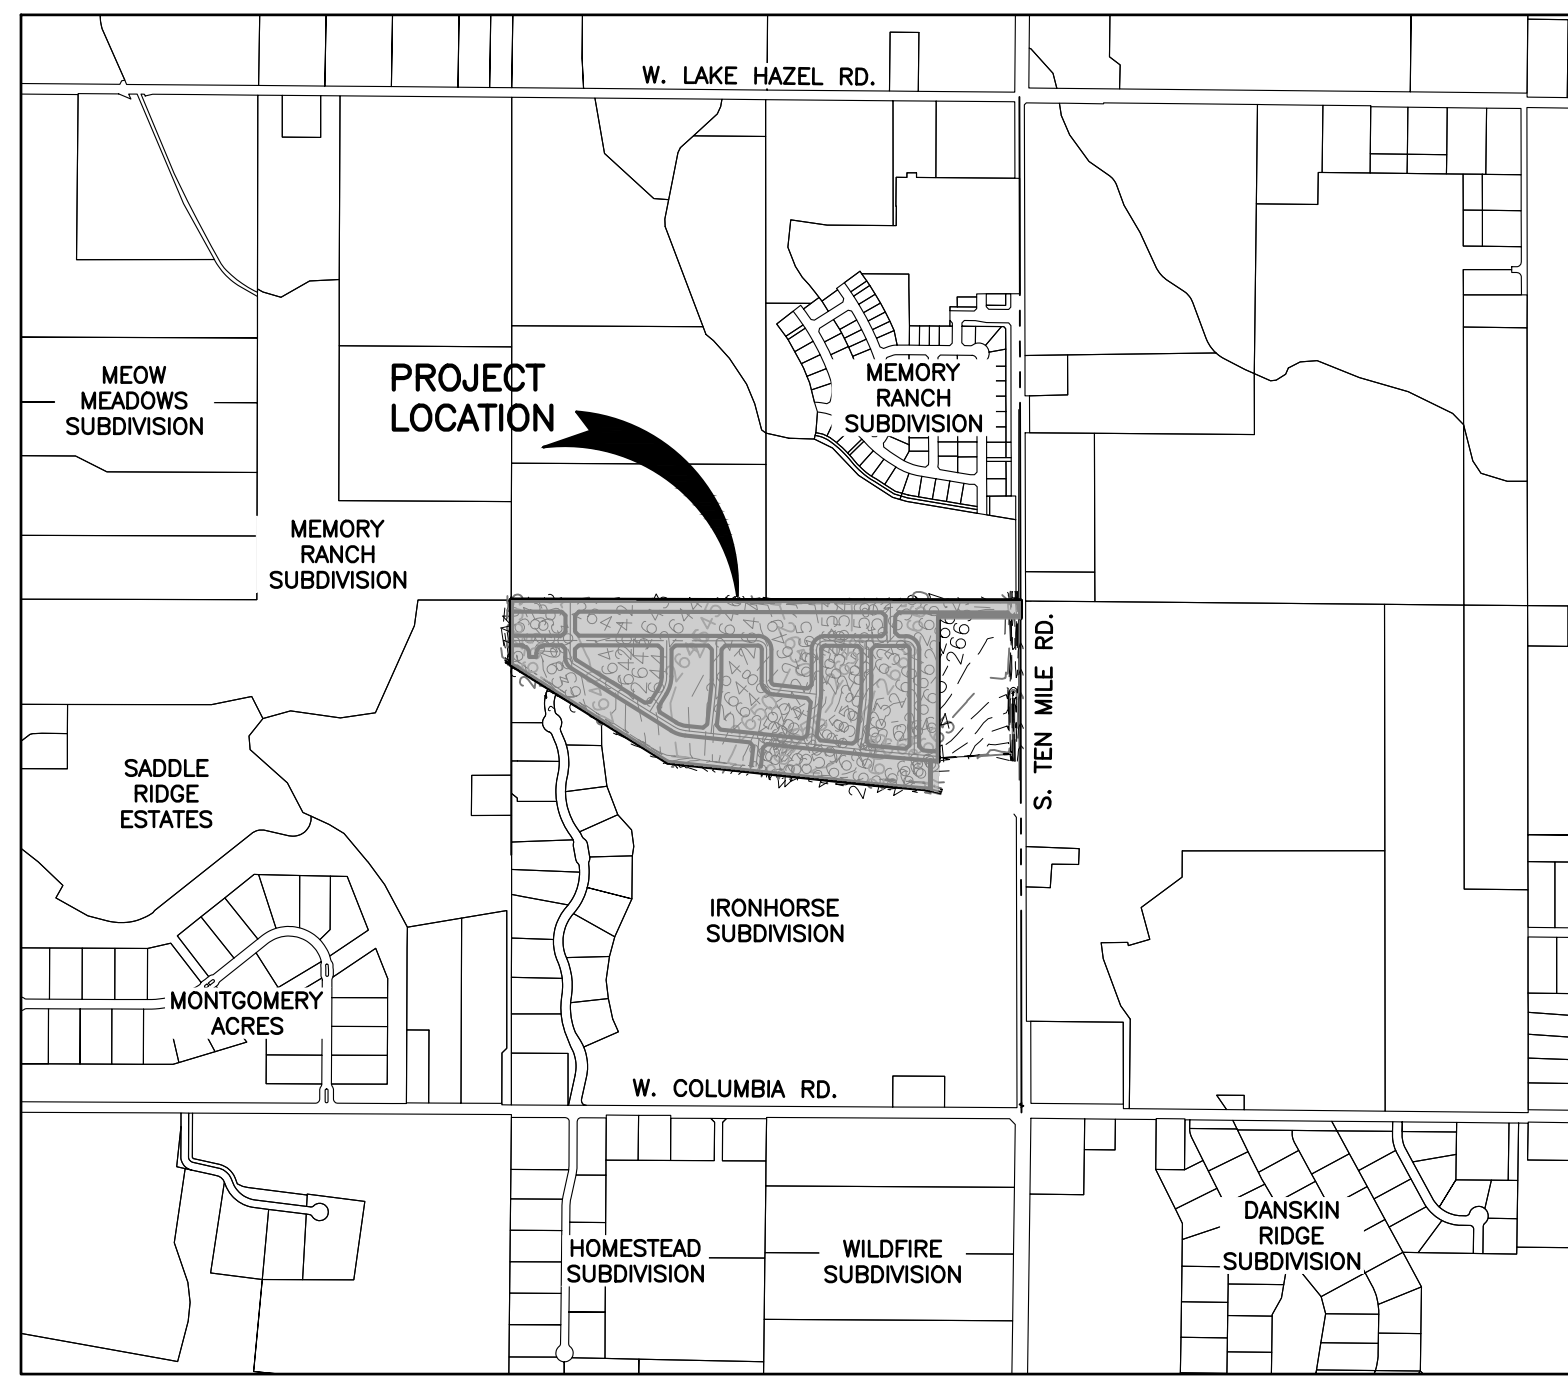 W. LAKE HAZEL RD.
PROJECT
LOCATION
MEOW
MEADOWS
SUBDIVISION
MEMORY
RANCH
SUBDIVISION
MEMORY
RANCH
SUBDIVISION
S. TEN MILE RD.
SADDLE
RIDGE
ESTATES
IRONHORSE
SUBDIVISION
MONTGOMERY
ACRES
W. COLUMBIA RD.
HOMESTEAD
SUBDIVISION
WILDFIRE
SUBDIVISION
DANSKIN
RIDGE
SUBDIVISION